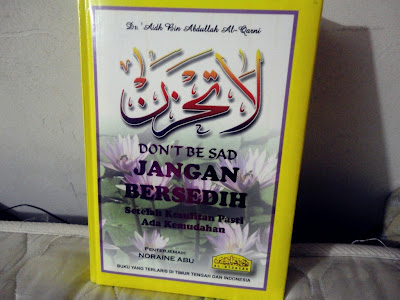 Dr. 'Aidh Bin Abdullah Al-Qarni
لا تحزن
DON'T BE SAD
JANGAN
BERSEDIH
Setelah Kesulitan Pasti
Ada Kemudahan
PENTERJEMAH:
NORAINE ABU
BUKU YANG TERLARIS DI TIMUR TENGAH DAN INDONESIA